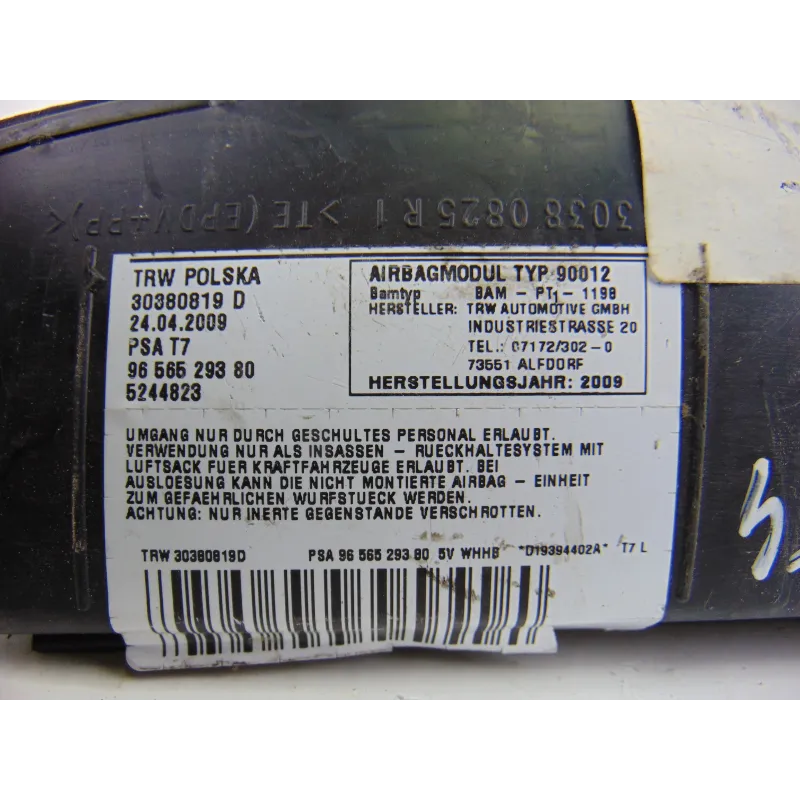 30380825 R1 >TE (EPDV+PP)<
TRW POLSKA
30380819 D
24.04.2009
PSA T7
96 565 293 80
5244823
AIRBAGMODUL TYP 90012
Bamtyp BAM - PT1 - 1198
HERSTELLER: TRW AUTOMOTIVE GMBH
INDUSTRIESTRASSE 20
TEL.: 07172/302-0
73551 ALFDORF
HERSTELLUNGSJAHR: 2009
UMGANG NUR DURCH GESCHULTES PERSONAL ERLAUBT.
VERWENDUNG NUR ALS INSASSEN - RUECKHALTESYSTEM MIT
LUFTSACK FUER KRAFTFAHRZEUGE ERLAUBT. BEI
AUSLOESUNG KANN DIE NICHT MONTIERTE AIRBAG - EINHEIT
ZUM GEFAEHRLICHEN WURFSTUECK WERDEN.
ACHTUNG: NUR INERTE GEGENSTANDE VERSCHROTTEN.
TRW 30380819D PSA 96 565 293 80 5V WHHB *D19394402A* T7 L